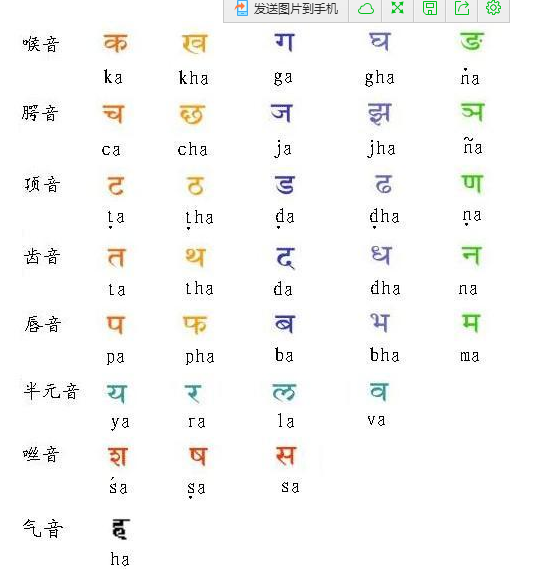 发送图片到手机
喉音 क ख ग घ ङ
ka kha ga gha ṅa
腭音 च छ ज झ ञ
ca cha ja jha ña
顶音 ट ठ ड ढ ण
ṭa ṭha ḍa ḍha ṇa
齿音 त थ द् ध न
ta tha da dha na
唇音 प फ ब भ म
pa pha ba bha ma
半元音 य र ल व
ya ra la va
咝音 श ष स
śa ṣa sa
气音 ह्
ha